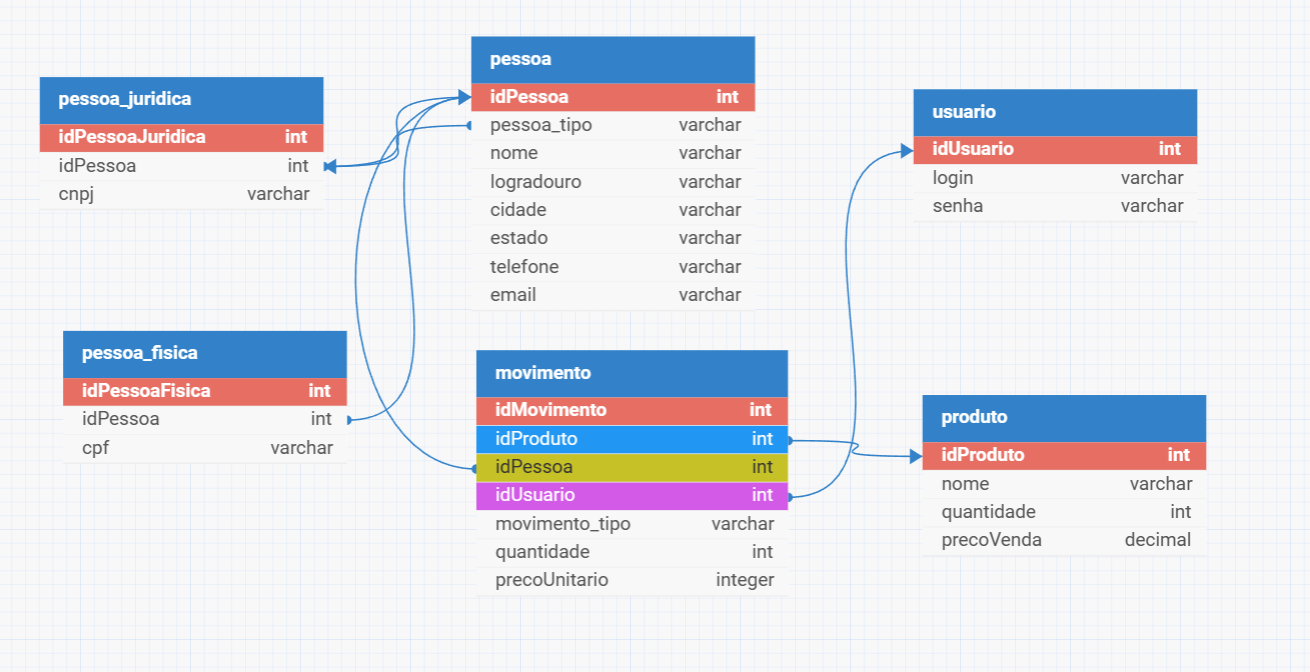 pessoa_juridica
idPessoaJuridica int
idPessoa int
cnpj varchar
pessoa
idPessoa int
pessoa_tipo varchar
nome varchar
logradouro varchar
cidade varchar
estado varchar
telefone varchar
email varchar
usuario
idUsuario int
login varchar
senha varchar
pessoa_fisica
idPessoaFisica int
idPessoa int
cpf varchar
movimento
idMovimento int
idProduto int
idPessoa int
idUsuario int
movimento_tipo varchar
quantidade int
precoUnitario integer
produto
idProduto int
nome varchar
quantidade int
precoVenda decimal